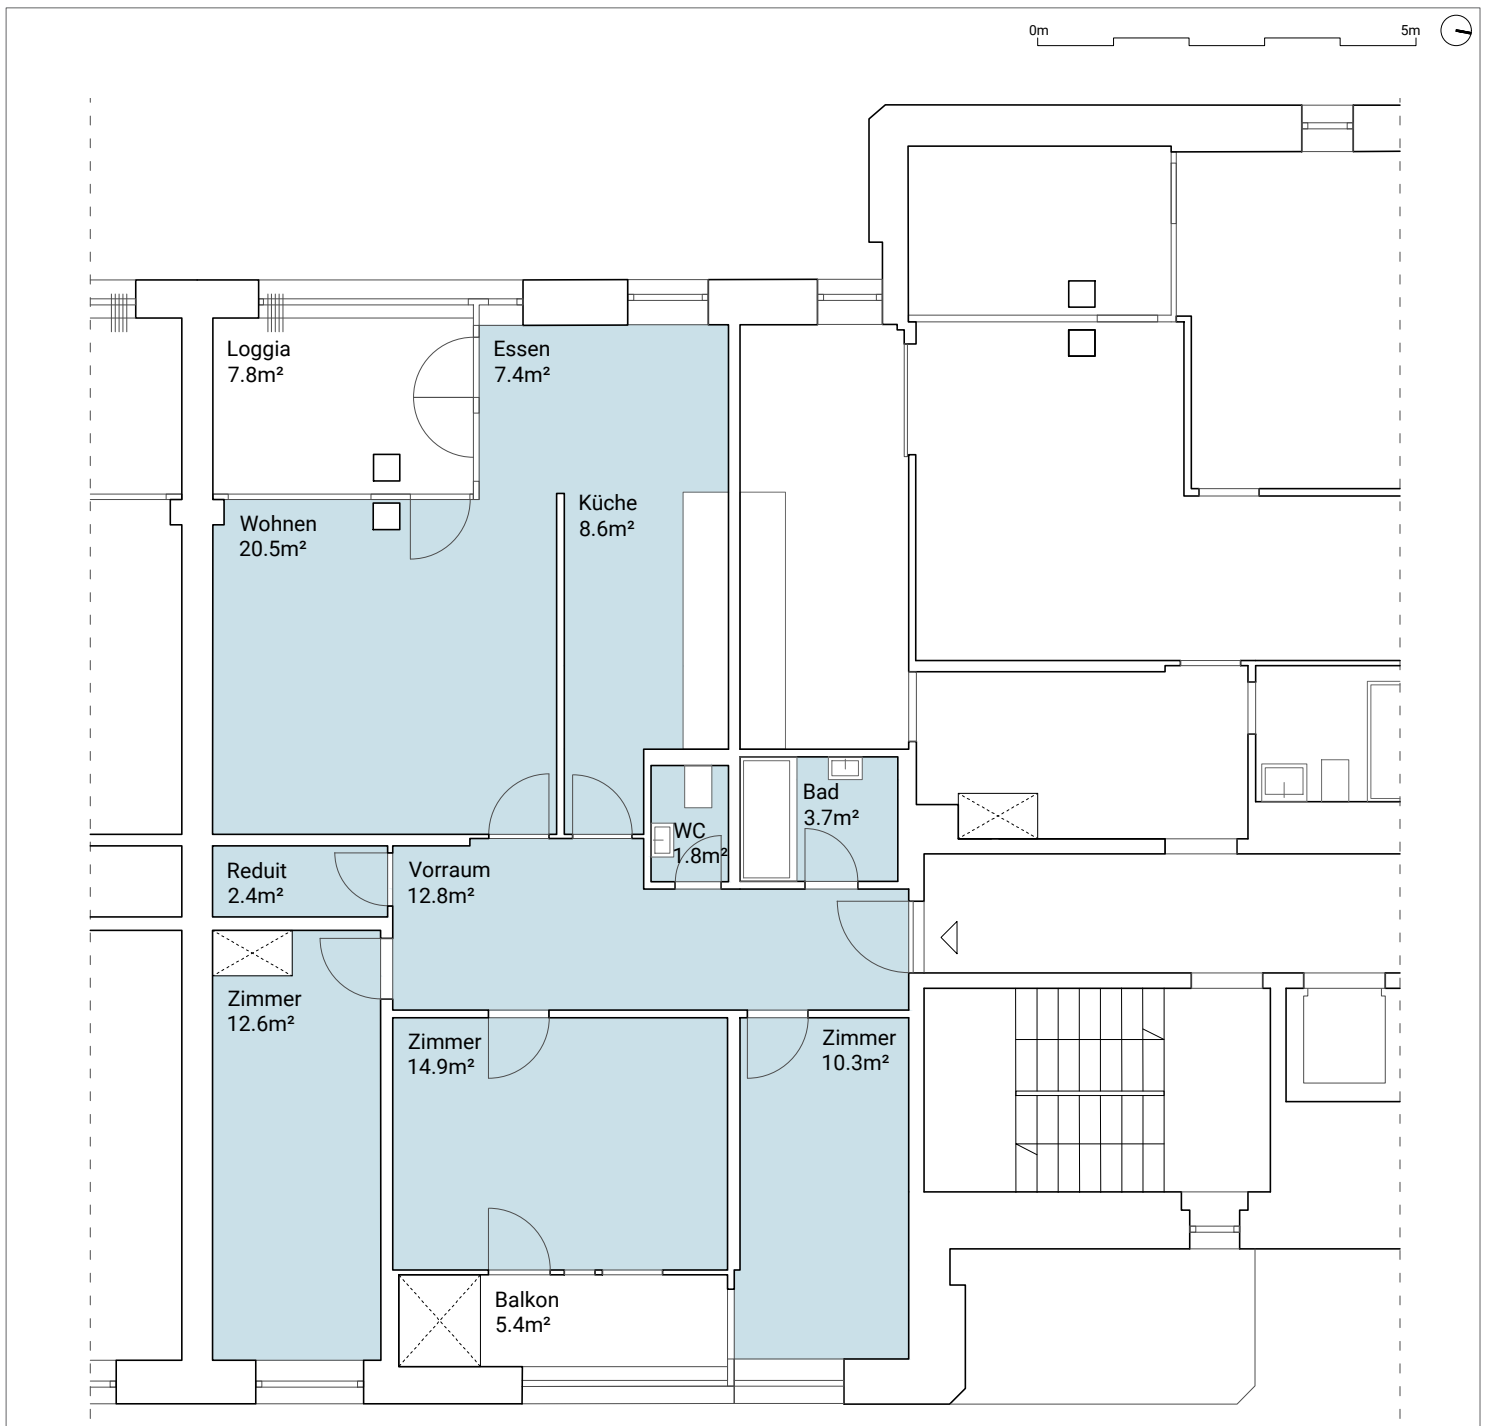 0m
5m
Loggia
7.8m²
Essen
7.4m²
Wohnen
20.5m²
Küche
8.6m²
Bad
3.7m²
WC
1.8m²
Reduit
2.4m²
Vorraum
12.8m²
Zimmer
12.6m²
Zimmer
14.9m²
Zimmer
10.3m²
Balkon
5.4m²